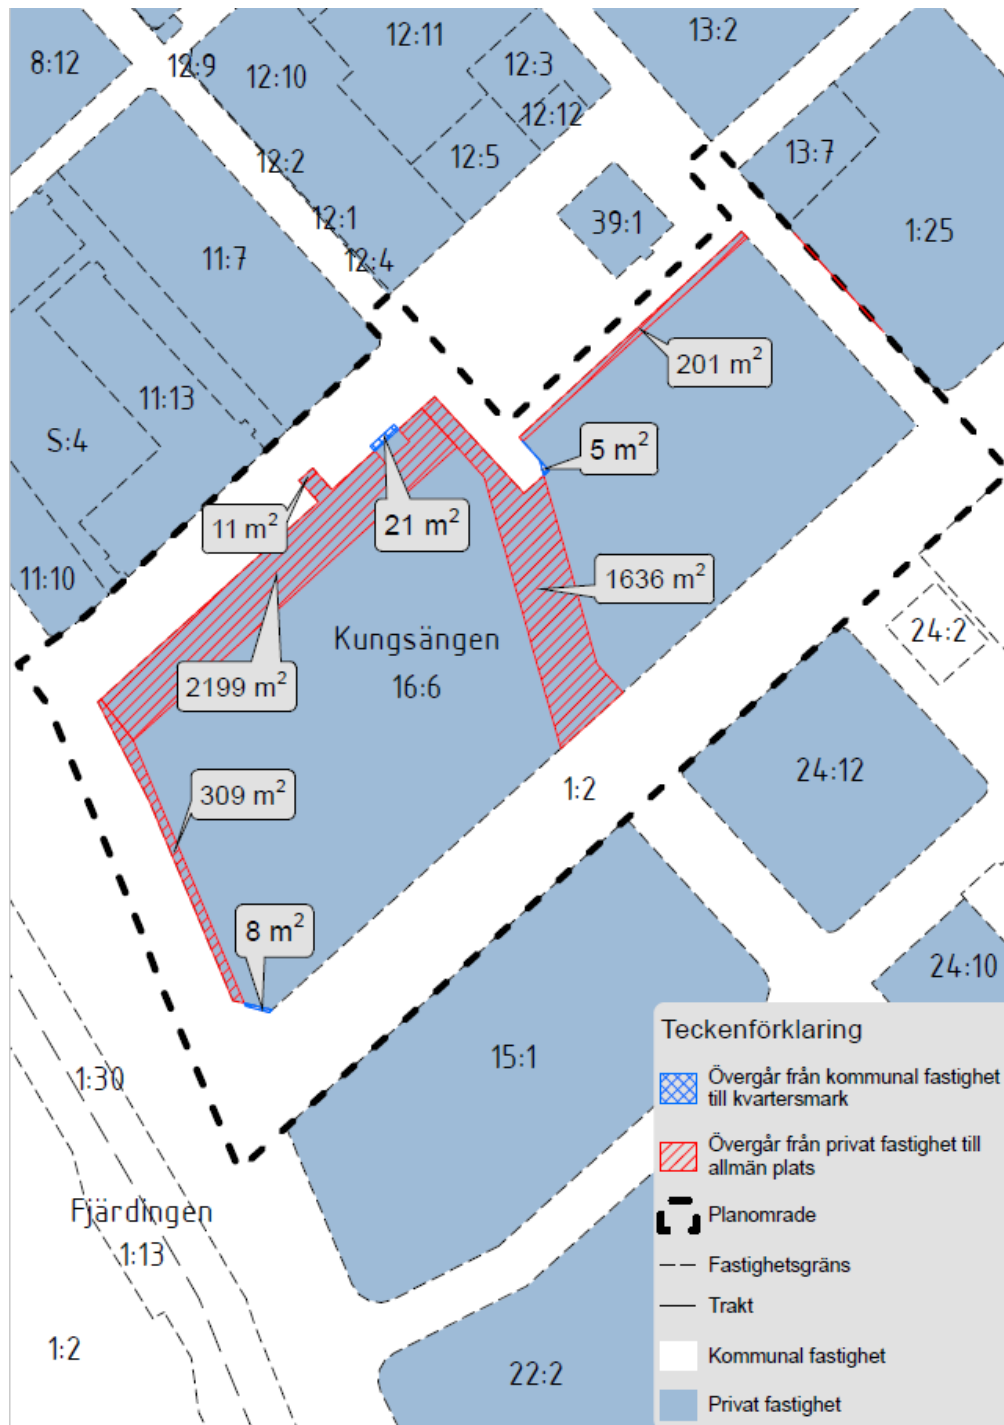 13:2
12:11
8:12
12:9
12:10
12:3
12:12
12:5
13:7
12:2
12:1
39:1
1:25
11:7
12:4
201 m²
11:13
S:4
5 m²
11 m²
21 m²
11:10
1636 m²
24:2
Kungsängen
16:6
2199 m²
24:12
1:2
309 m²
8 m²
24:10
15:1
1:30
Fjärdingen
1:13
1:2
22:2
Teckenförklaring
Övergår från kommunal fastighet
till kvartersmark
Övergår från privat fastighet till
allmän plats
Planomrade
Fastighetsgräns
Trakt
Kommunal fastighet
Privat fastighet